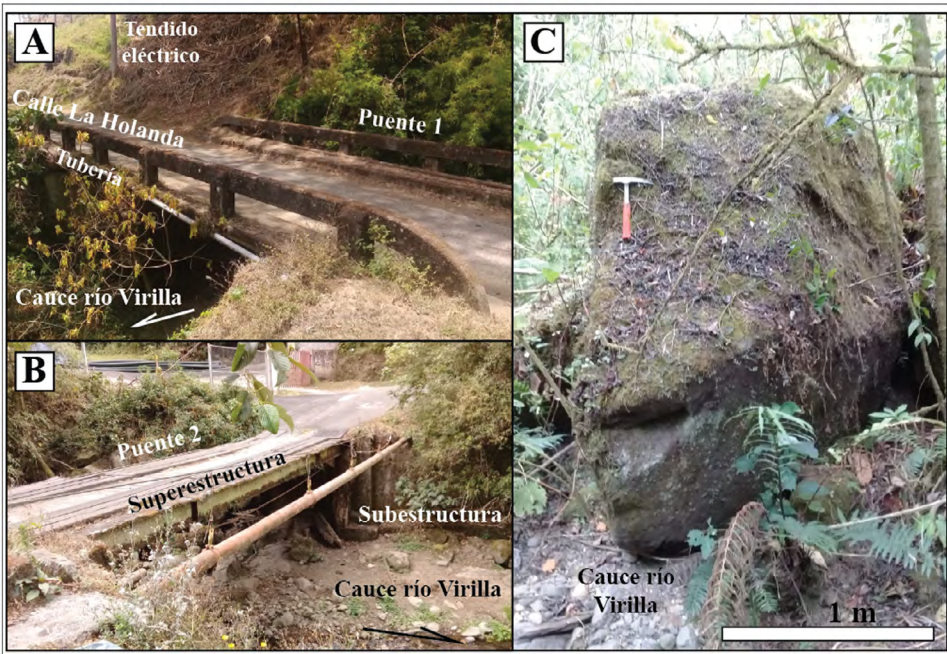 A
Tendido
eléctrico
Calle La Holanda
Puente 1
Tubería
Cauce río Virilla
B
Puente 2
Superestructura
Subestructura
Cauce río Virilla
C
Cauce río
Virilla
1 m